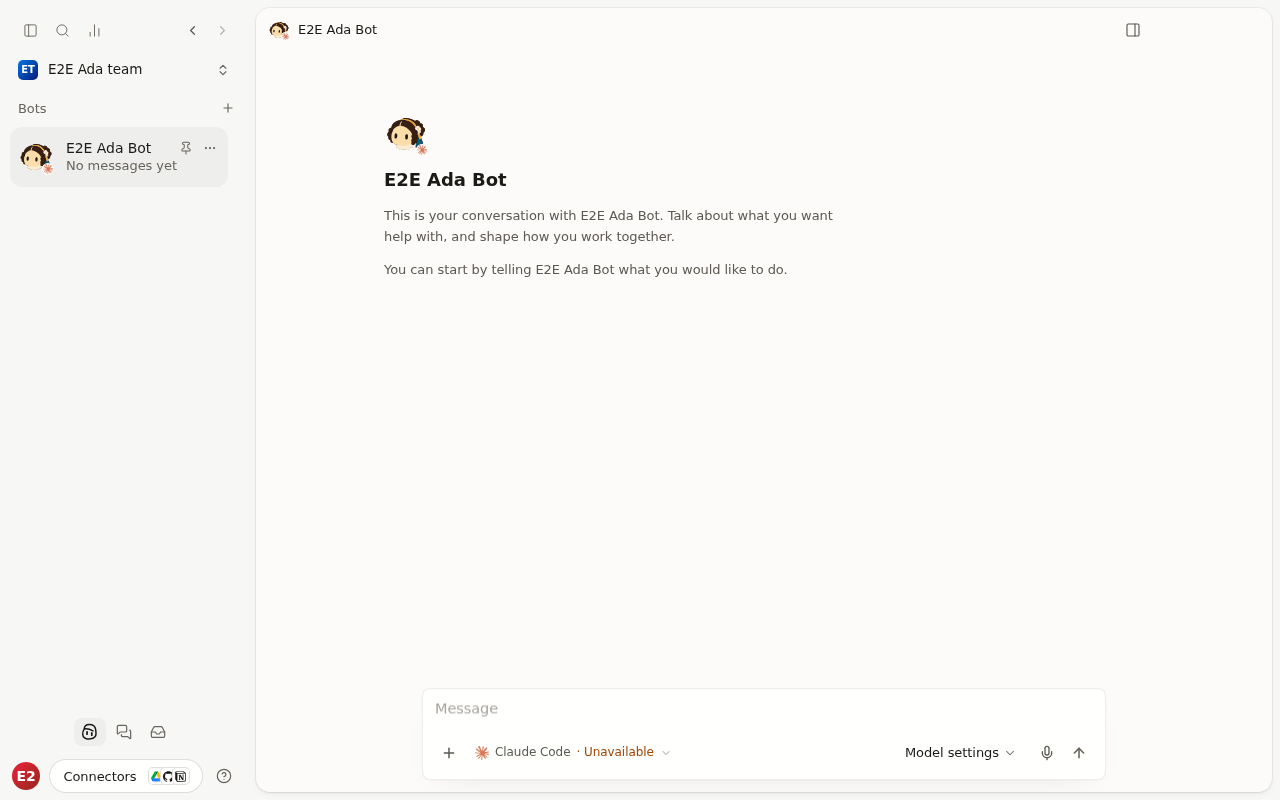 E2E Ada Bot
ET
E2E Ada team
Bots
E2E Ada Bot
No messages yet
E2E Ada Bot
This is your conversation with E2E Ada Bot. Talk about what you want
help with, and shape how you work together.
You can start by telling E2E Ada Bot what you would like to do.
Message
Claude Code · Unavailable
Model settings
E2
Connectors